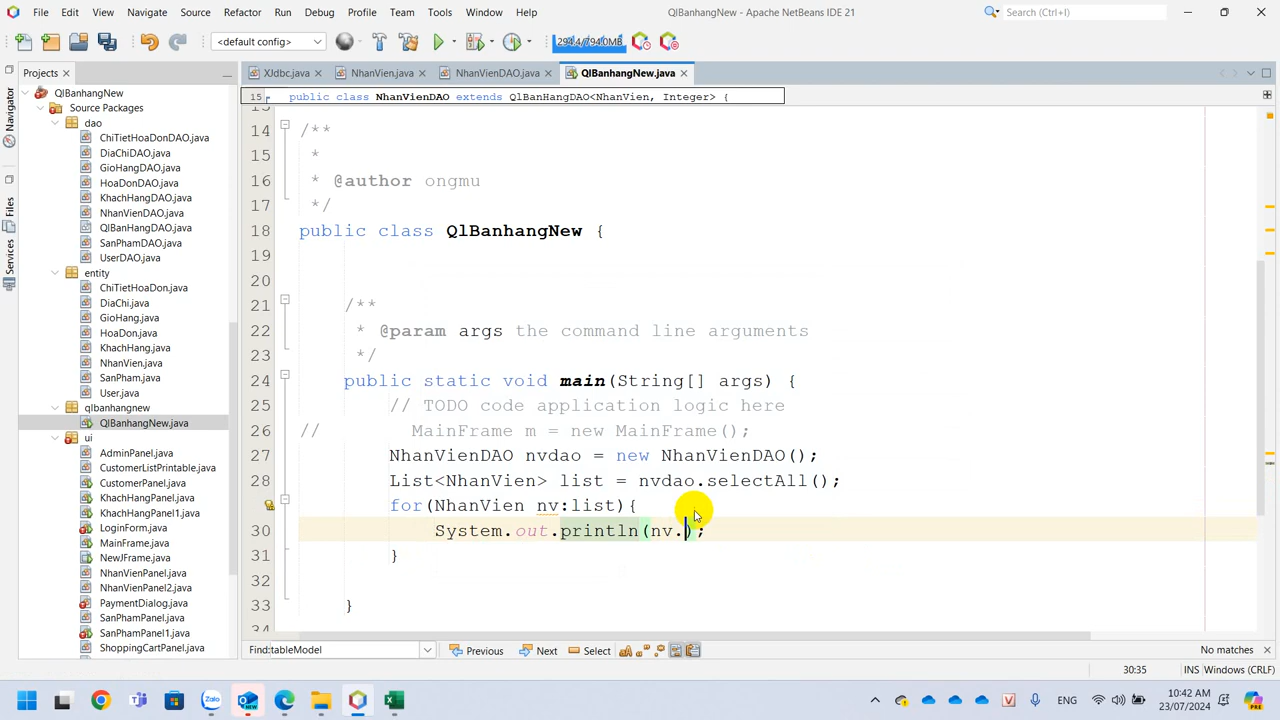 File Edit View Navigate Source Refactor Run Debug Profile Team Tools Window Help
QlBanhangNew - Apache NetBeans IDE 21
Search (Ctrl+I)
<default config>
Projects
XJdbc.java
NhanVien.java
NhanVienDAO.java
QlBanhangNew.java
Navigator
Files
Services
QlBanhangNew
Source Packages
dao
ChiTietHoaDonDAO.java
DiaChiDAO.java
GioHangDAO.java
HoaDonDAO.java
KhachHangDAO.java
NhanVienDAO.java
QlBanHangDAO.java
SanPhamDAO.java
UserDAO.java
entity
ChiTietHoaDon.java
DiaChi.java
GioHang.java
HoaDon.java
KhachHang.java
NhanVien.java
SanPham.java
User.java
qlbanhangnew
QlBanhangNew.java
ui
AdminPanel.java
CustomerListPrintable.java
CustomerPanel.java
KhachHangPanel.java
KhachHangPanel1.java
LoginForm.java
MainFrame.java
NewJFrame.java
NhanVienPanel.java
NhanVienPanel2.java
PaymentDialog.java
SanPhamPanel.java
SanPhamPanel1.java
ShoppingCartPanel.java
15 public class NhanVienDAO extends QlBanHangDAO<NhanVien, Integer> {
14 /**
15 *
16 * @author ongmu
17 */
18 public class QlBanhangNew {
19
20
21 /**
22 * @param args the command line arguments
23 */
24 public static void main(String[] args) {
25 // TODO code application logic here
26 // MainFrame m = new MainFrame();
27 NhanVienDAO nvdao = new NhanVienDAO();
28 List<NhanVien> list = nvdao.selectAll();
29 for(NhanVien nv:list){
30 System.out.println(nv.);
31 }
32
33 }
34
Find: tableModel
Previous
Next
Select
No matches
30:35
INS
Windows (CRLF)
ENG
10:42 AM
23/07/2024